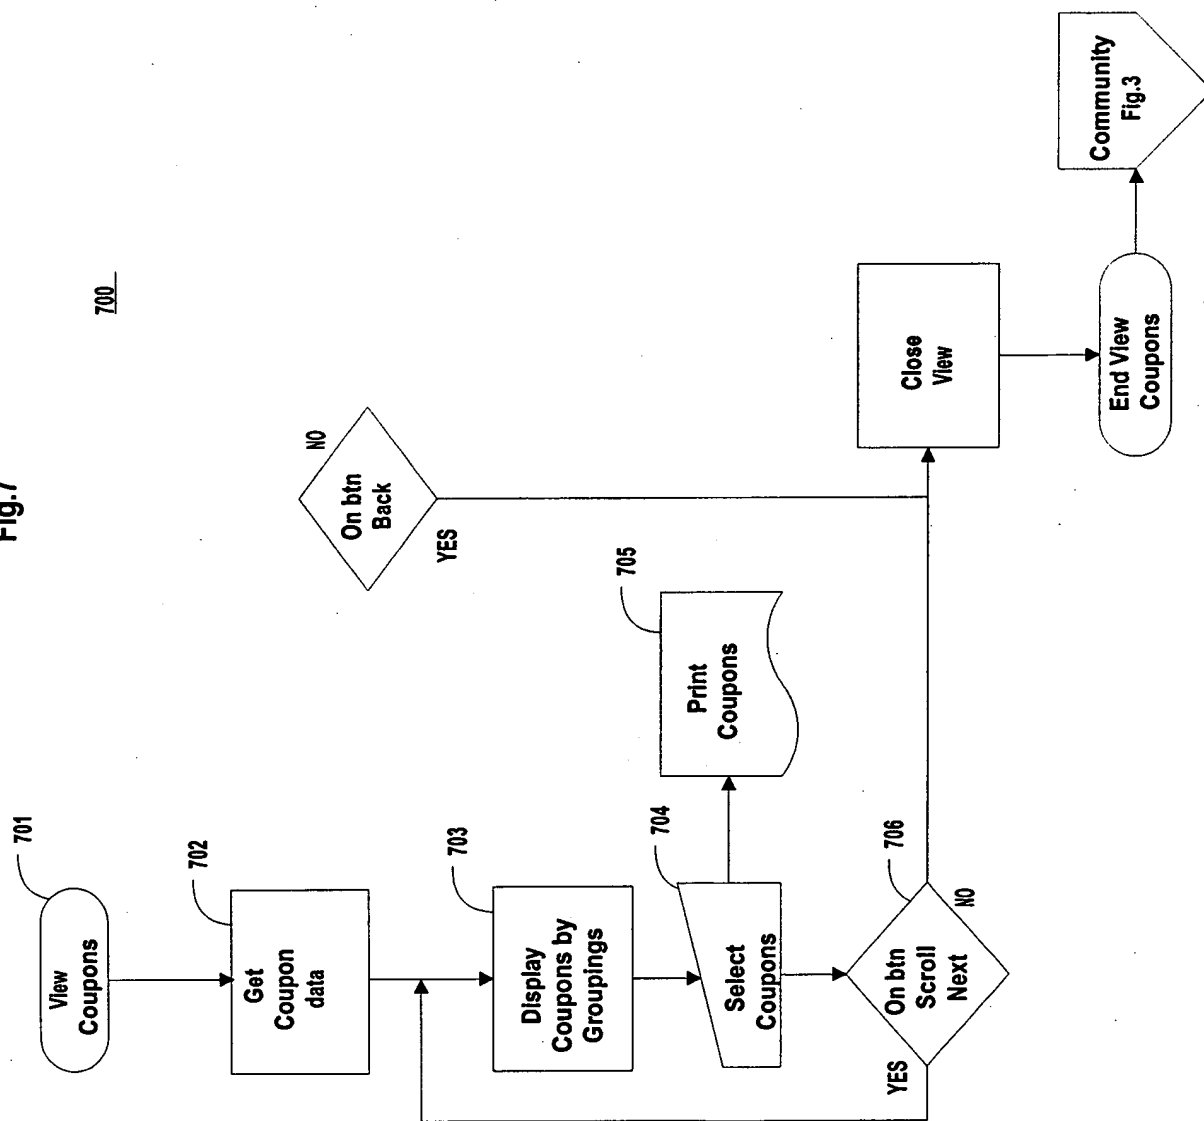 Fig.7
700
701
View
Coupons
702
Get
Coupon
data
703
Display
Coupons by
Groupings
704
Select
Coupons
705
Print
Coupons
706
On btn
Scroll
Next
YES
NO
On btn
Back
NO
YES
Close
View
End View
Coupons
Community
Fig.3